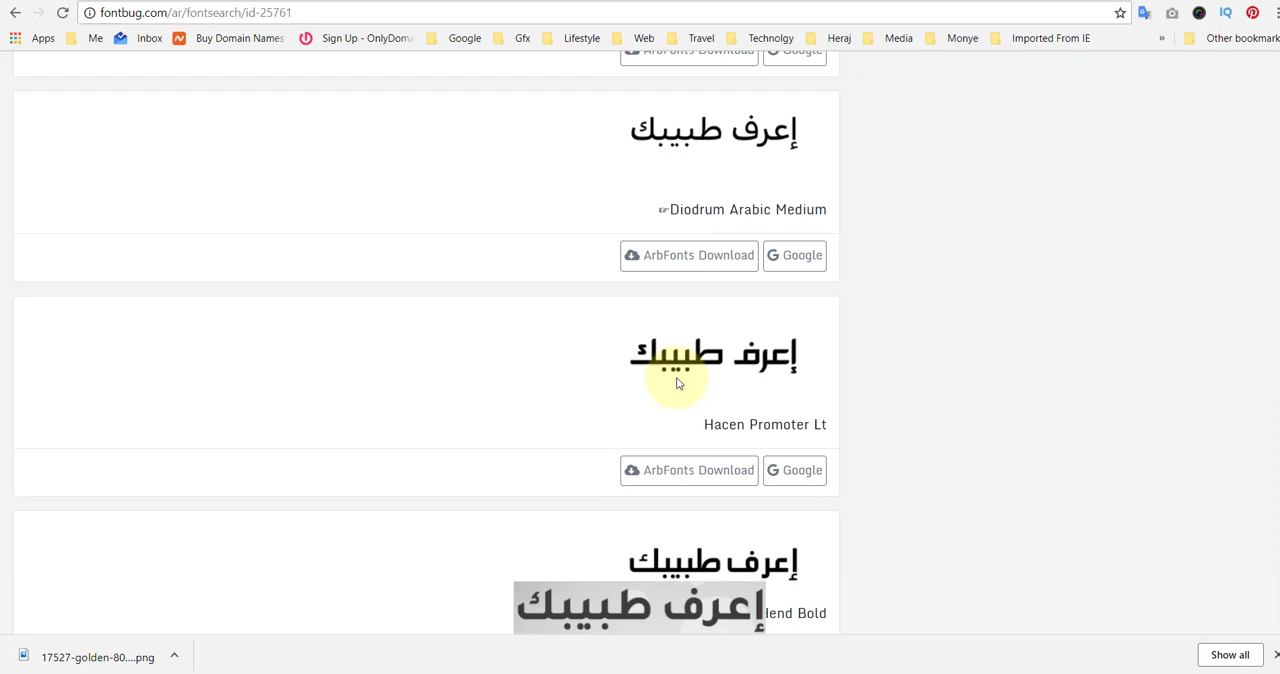 fontbug.com/ar/fontsearch/id-25761
Apps Me Inbox Buy Domain Names Sign Up - OnlyDoma Google Gfx Lifestyle Web Travel Technolgy Heraj Media Monye Imported From IE » Other bookmark
ArbFonts Download Google
إعرف طبيبك
☞Diodrum Arabic Medium
ArbFonts Download Google
إعرف طبيبك
Hacen Promoter Lt
ArbFonts Download Google
إعرف طبيبك
إعرف طبيبك
Hend Bold
17527-golden-80....png
Show all